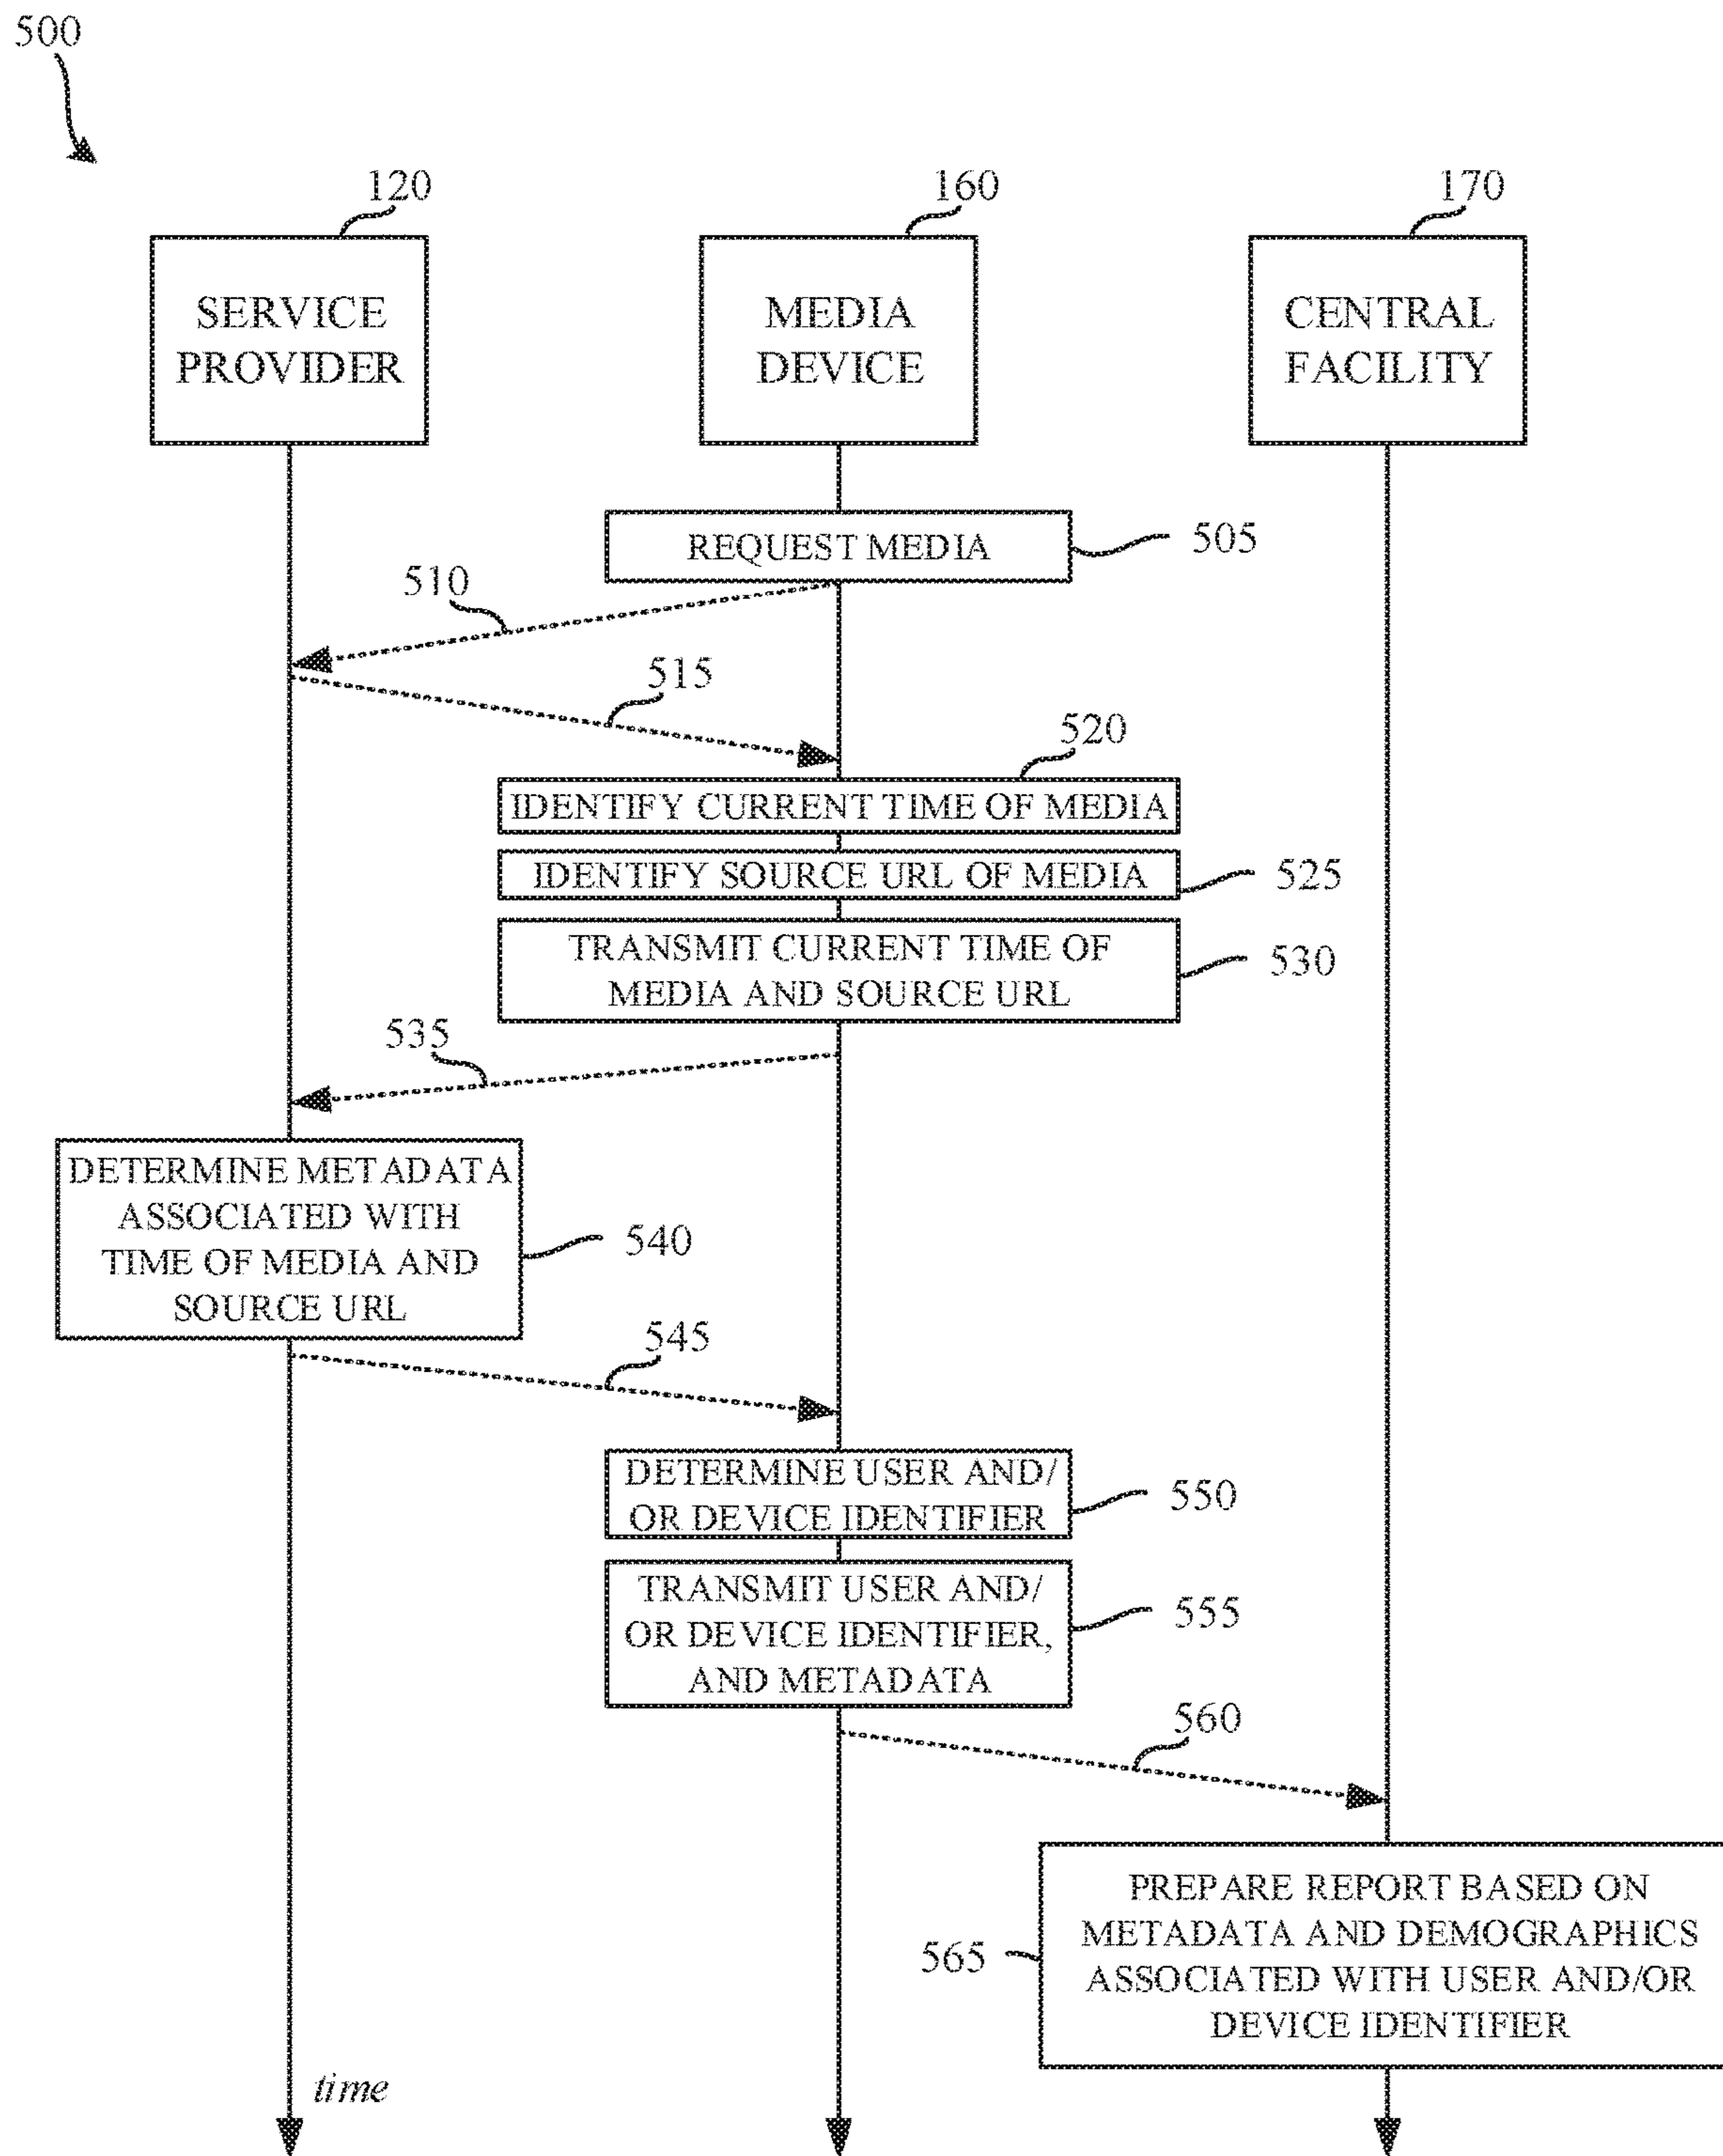 500
120
160
170
SERVICE
PROVIDER
MEDIA
DEVICE
CENTRAL
FACILITY
REQUEST MEDIA
505
510
515
520
IDENTIFY CURRENT TIME OF MEDIA
IDENTIFY SOURCE URL OF MEDIA
525
TRANSMIT CURRENT TIME OF
MEDIA AND SOURCE URL
530
535
DETERMINE METADATA
ASSOCIATED WITH
TIME OF MEDIA AND
SOURCE URL
540
545
DETERMINE USER AND/
OR DEVICE IDENTIFIER
550
TRANSMIT USER AND/
OR DEVICE IDENTIFIER,
AND METADATA
555
560
PREPARE REPORT BASED ON
METADATA AND DEMOGRAPHICS
ASSOCIATED WITH USER AND/OR
DEVICE IDENTIFIER
565
time